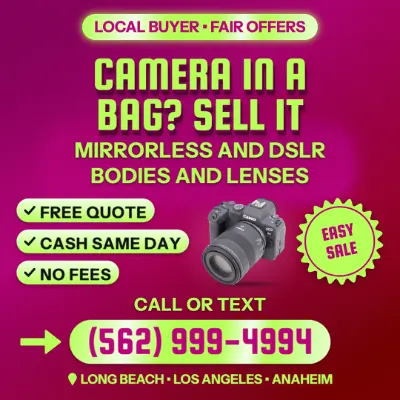 LOCAL BUYER • FAIR OFFERS
CAMERA IN A
BAG? SELL IT
MIRRORLESS AND DSLR
BODIES AND LENSES
FREE QUOTE
CASH SAME DAY
NO FEES
Canon
EASY
SALE
CALL OR TEXT
(562) 999-4994
LONG BEACH • LOS ANGELES • ANAHEIM